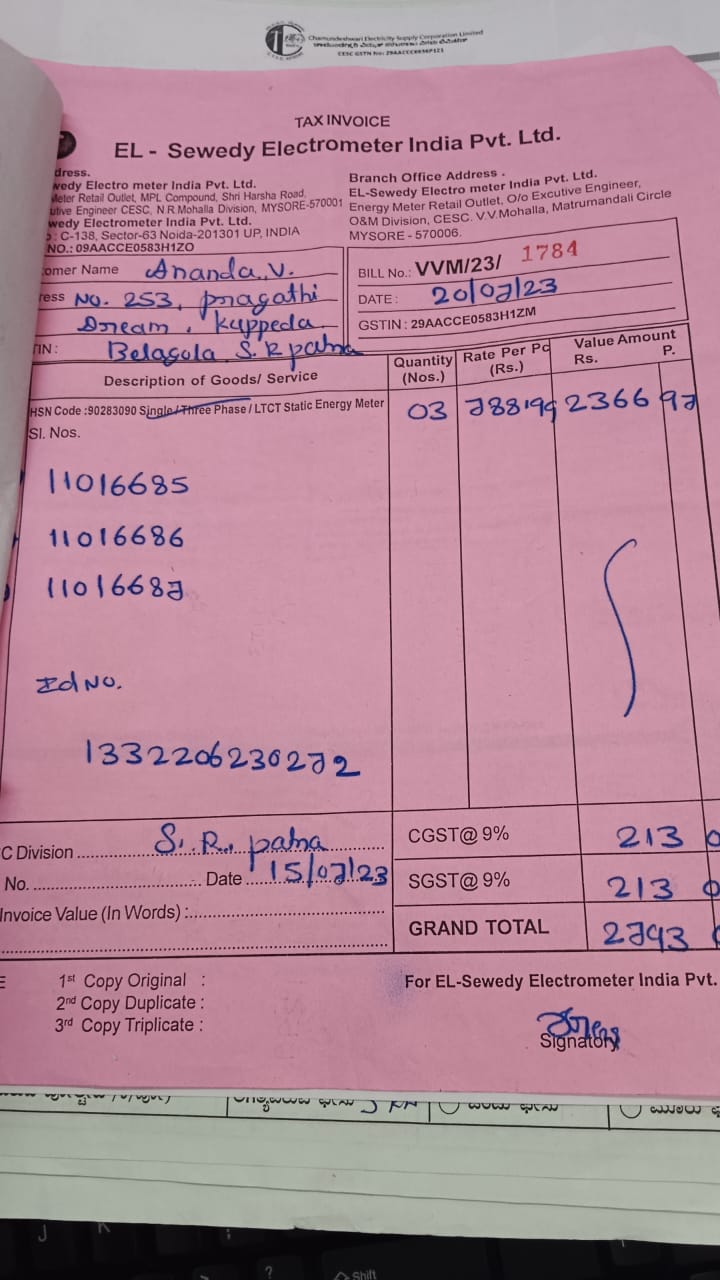 Chamundeshwari Electricity Supply Corporation Limited
TAX INVOICE
EL - Sewedy Electrometer India Pvt. Ltd.
dress.
wedy Electro meter India Pvt. Ltd.
Meter Retail Outlet, MPL Compound, Shri Harsha Road,
utive Engineer CESC, N.R.Mohalla Division, MYSORE-570001
wedy Electrometer India Pvt. Ltd.
: C-138, Sector-63 Noida-201301 UP, INDIA
NO.: 09AACCE0583H1ZO
Branch Office Address .
EL-Sewedy Electro meter India Pvt. Ltd.
Energy Meter Retail Outlet, O/o Excutive Engineer,
O&M Division, CESC. V.V.Mohalla, Matrumandali Circle
MYSORE - 570006.
omer Name Ananda. V.
ress No. 253, pragathi
Dream, Kuppeda
TIN : Belagola S. R patna
BILL No.: VVM/23/ 1784
DATE : 20/07/23
GSTIN : 29AACCE0583H1ZM
Description of Goods/ Service Quantity (Nos.) Rate Per Pc (Rs.) Value Amount Rs. P.
HSN Code :90283090 Single / Three Phase / LTCT Static Energy Meter 03 788.99 2366 97
Sl. Nos.
11016685
11016686
11016687
Id No.
1332206230272
C Division S. R. patna
No. Date 15/07/23
Invoice Value (In Words) :
CGST@ 9% 213 0
SGST@ 9% 213 0
GRAND TOTAL 2793
E 1st Copy Original :
2nd Copy Duplicate :
3rd Copy Triplicate :
For EL-Sewedy Electrometer India Pvt.
Signatory
J K
? Shift